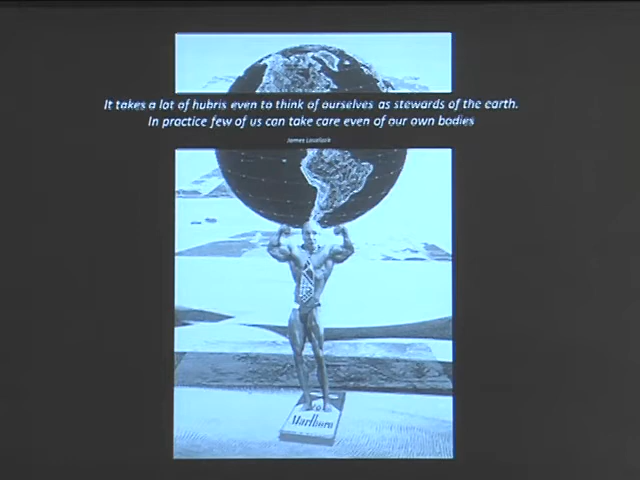 It takes a lot of hubris even to think of ourselves as stewards of the earth.
In practice few of us can take care even of our own bodies
James Lovelock
Marlboro